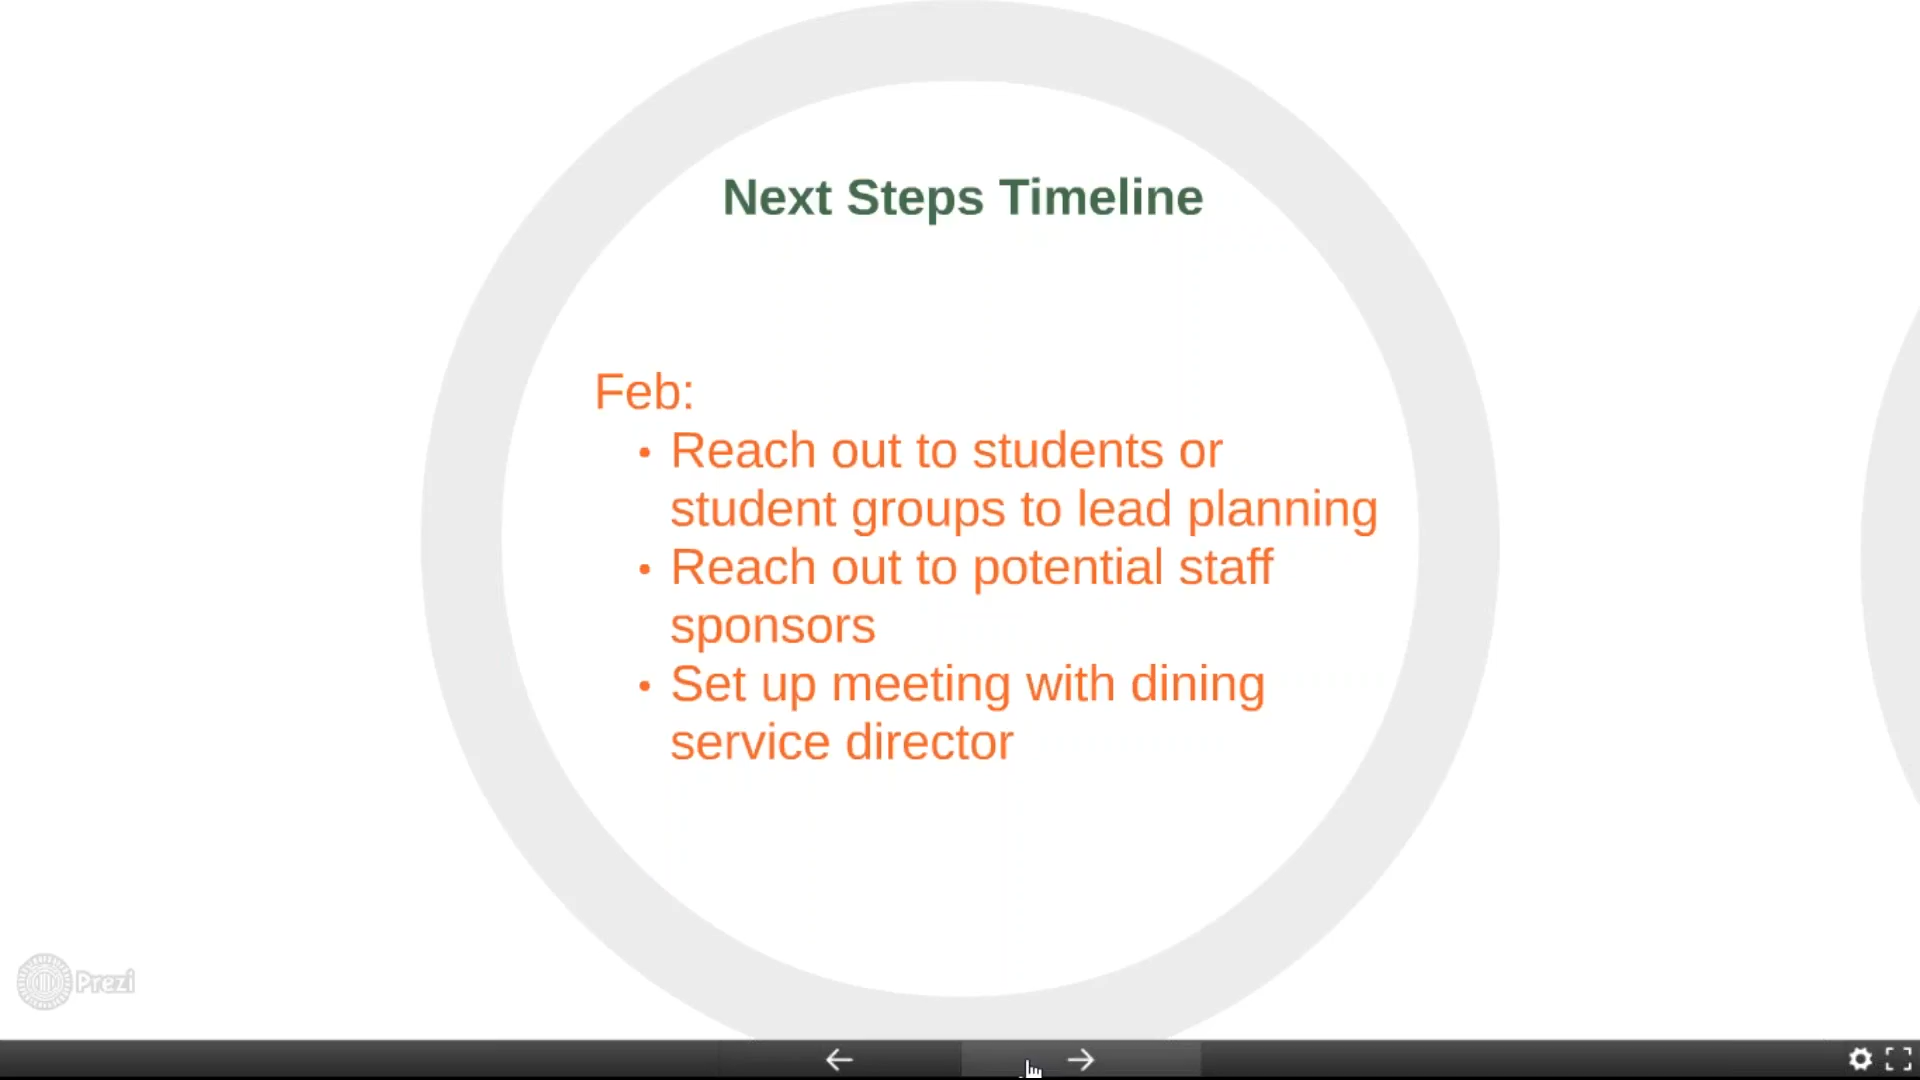 Next Steps Timeline
Feb:
• Reach out to students or
student groups to lead planning
• Reach out to potential staff
sponsors
• Set up meeting with dining
service director
Prezi